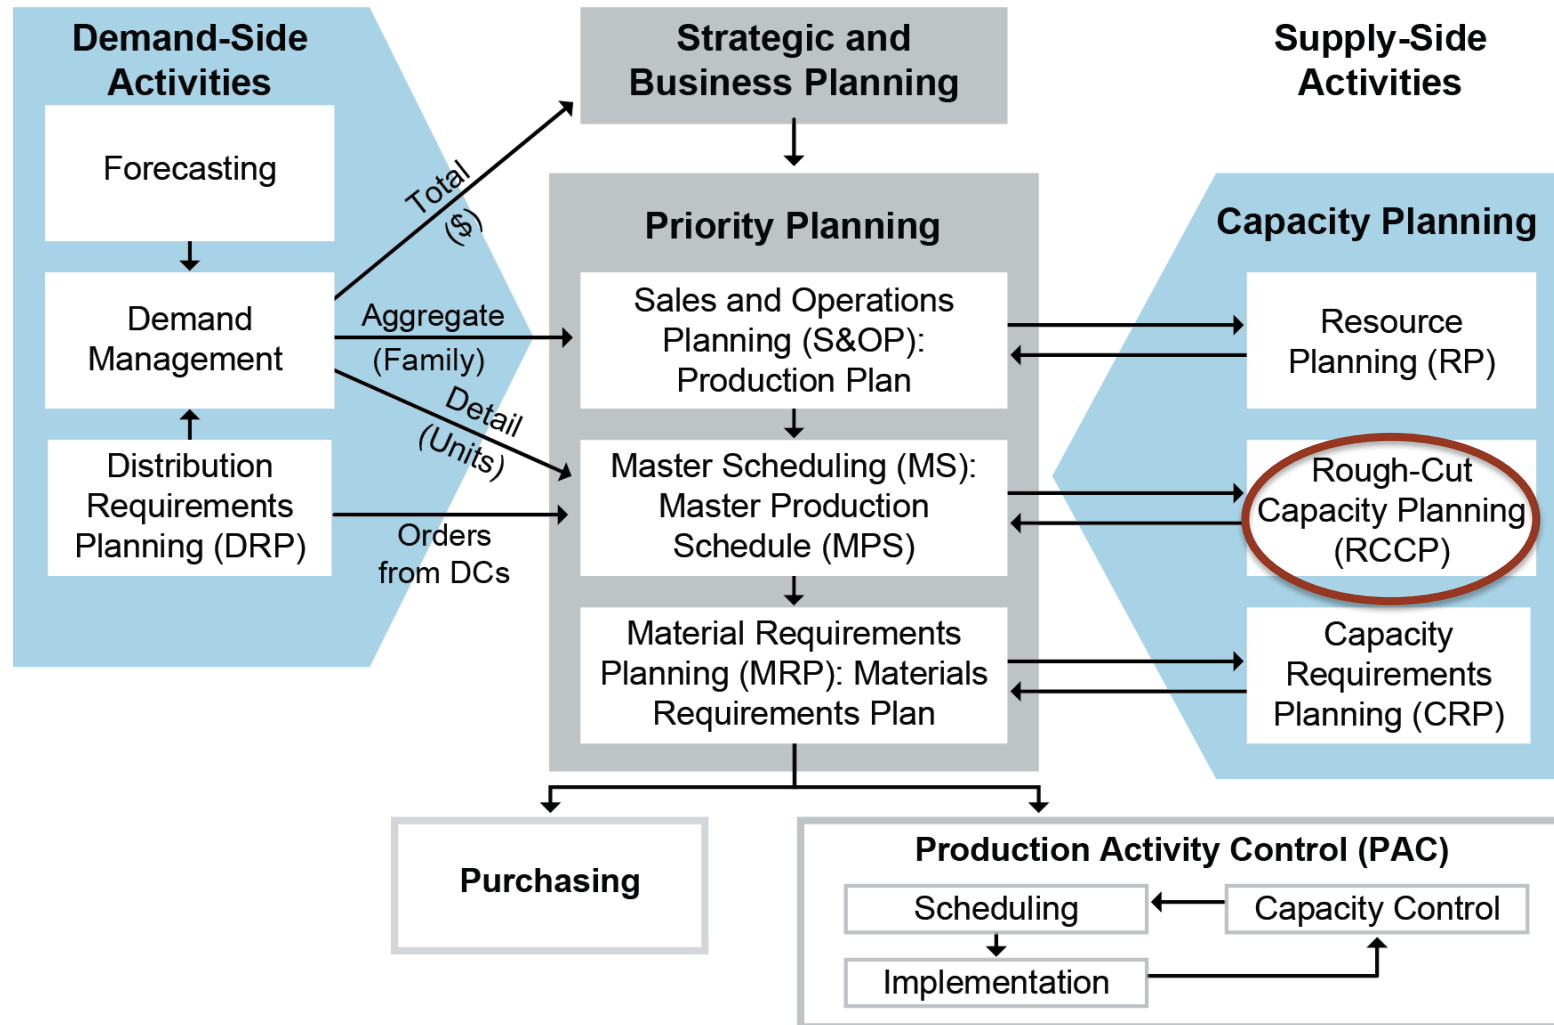 Demand-Side
Activities
Forecasting
Demand
Management
Distribution
Requirements
Planning (DRP)
Total
($)
Aggregate
(Family)
Detail
(Units)
Orders
from DCs
Strategic and
Business Planning
Priority Planning
Sales and Operations
Planning (S&OP):
Production Plan
Master Scheduling (MS):
Master Production
Schedule (MPS)
Material Requirements
Planning (MRP): Materials
Requirements Plan
Supply-Side
Activities
Capacity Planning
Resource
Planning (RP)
Rough-Cut
Capacity Planning
(RCCP)
Capacity
Requirements
Planning (CRP)
Purchasing
Production Activity Control (PAC)
Scheduling
Capacity Control
Implementation